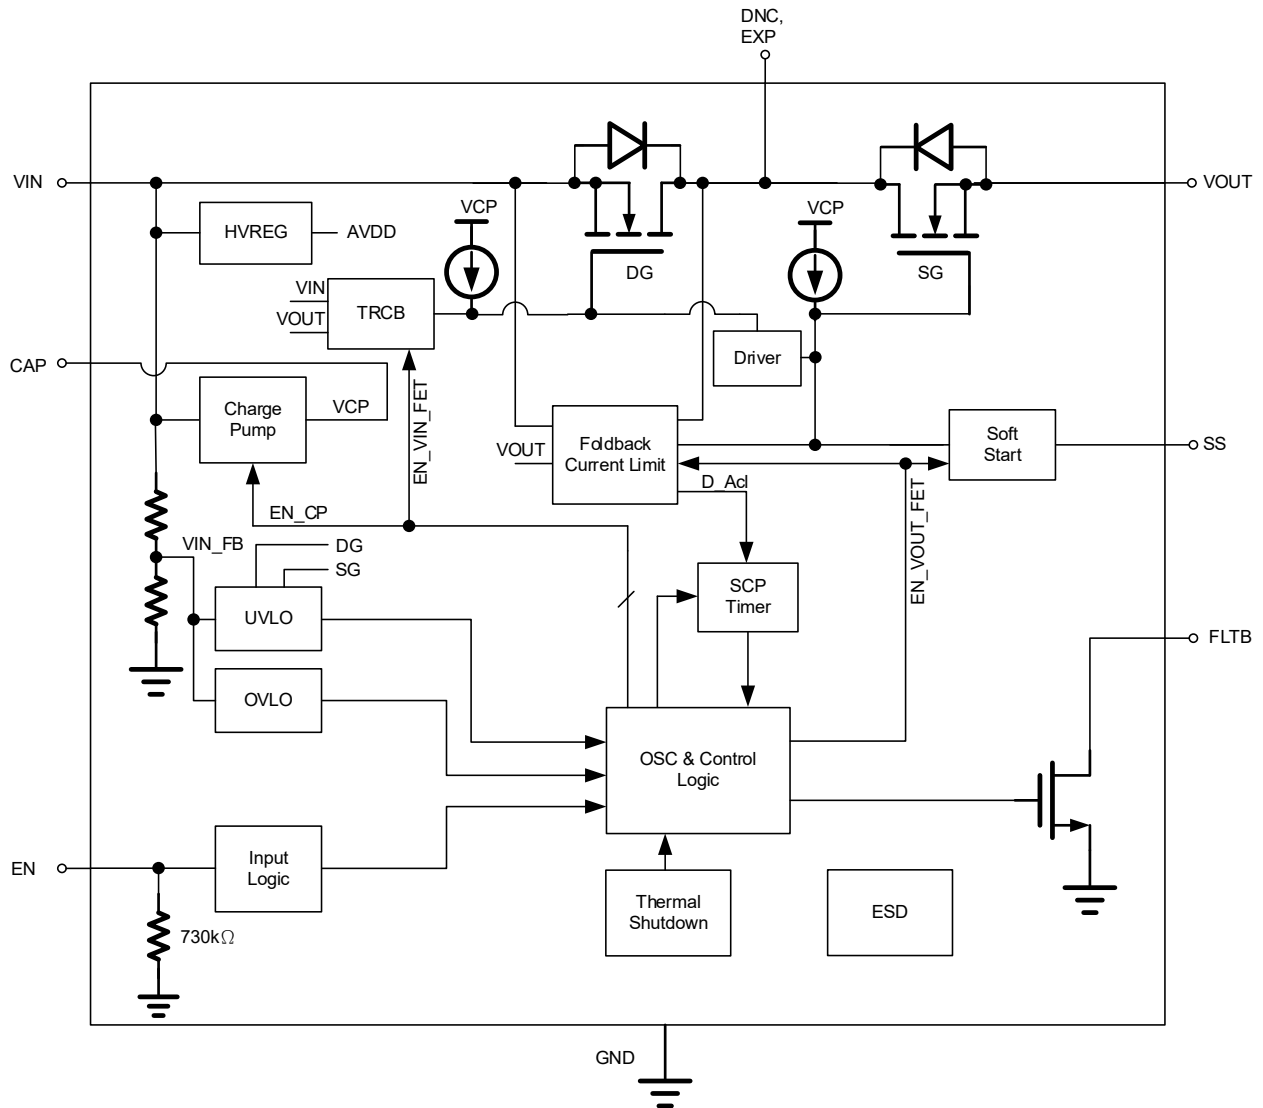 DNC,
EXP
VIN
VOUT
HVREG
AVDD
VCP
VCP
DG
SG
VIN
VOUT
TRCB
Driver
CAP
Charge
Pump
VCP
EN_VIN_FET
VOUT
Foldback
Current Limit
Soft
Start
SS
D_Acl
EN_VOUT_FET
EN_CP
VIN_FB
DG
SG
UVLO
SCP
Timer
FLTB
OVLO
OSC & Control
Logic
EN
Input
Logic
730kΩ
Thermal
Shutdown
ESD
GND